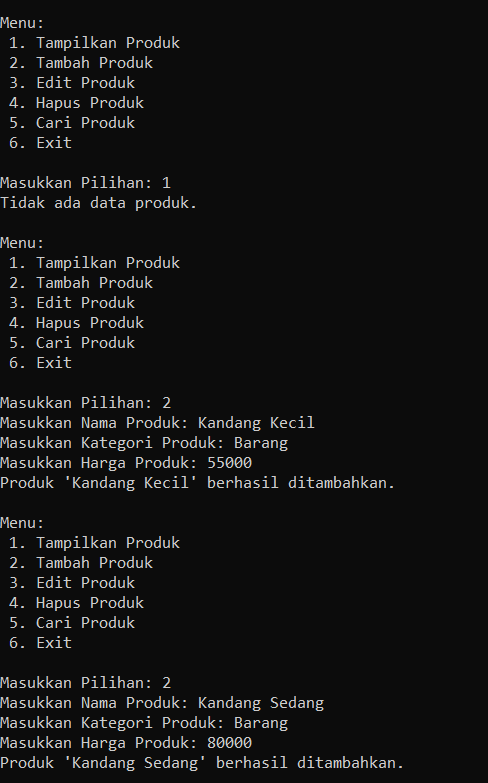 Menu:
 1. Tampilkan Produk
 2. Tambah Produk
 3. Edit Produk
 4. Hapus Produk
 5. Cari Produk
 6. Exit

Masukkan Pilihan: 1
Tidak ada data produk.

Menu:
 1. Tampilkan Produk
 2. Tambah Produk
 3. Edit Produk
 4. Hapus Produk
 5. Cari Produk
 6. Exit

Masukkan Pilihan: 2
Masukkan Nama Produk: Kandang Kecil
Masukkan Kategori Produk: Barang
Masukkan Harga Produk: 55000
Produk 'Kandang Kecil' berhasil ditambahkan.

Menu:
 1. Tampilkan Produk
 2. Tambah Produk
 3. Edit Produk
 4. Hapus Produk
 5. Cari Produk
 6. Exit

Masukkan Pilihan: 2
Masukkan Nama Produk: Kandang Sedang
Masukkan Kategori Produk: Barang
Masukkan Harga Produk: 80000
Produk 'Kandang Sedang' berhasil ditambahkan.